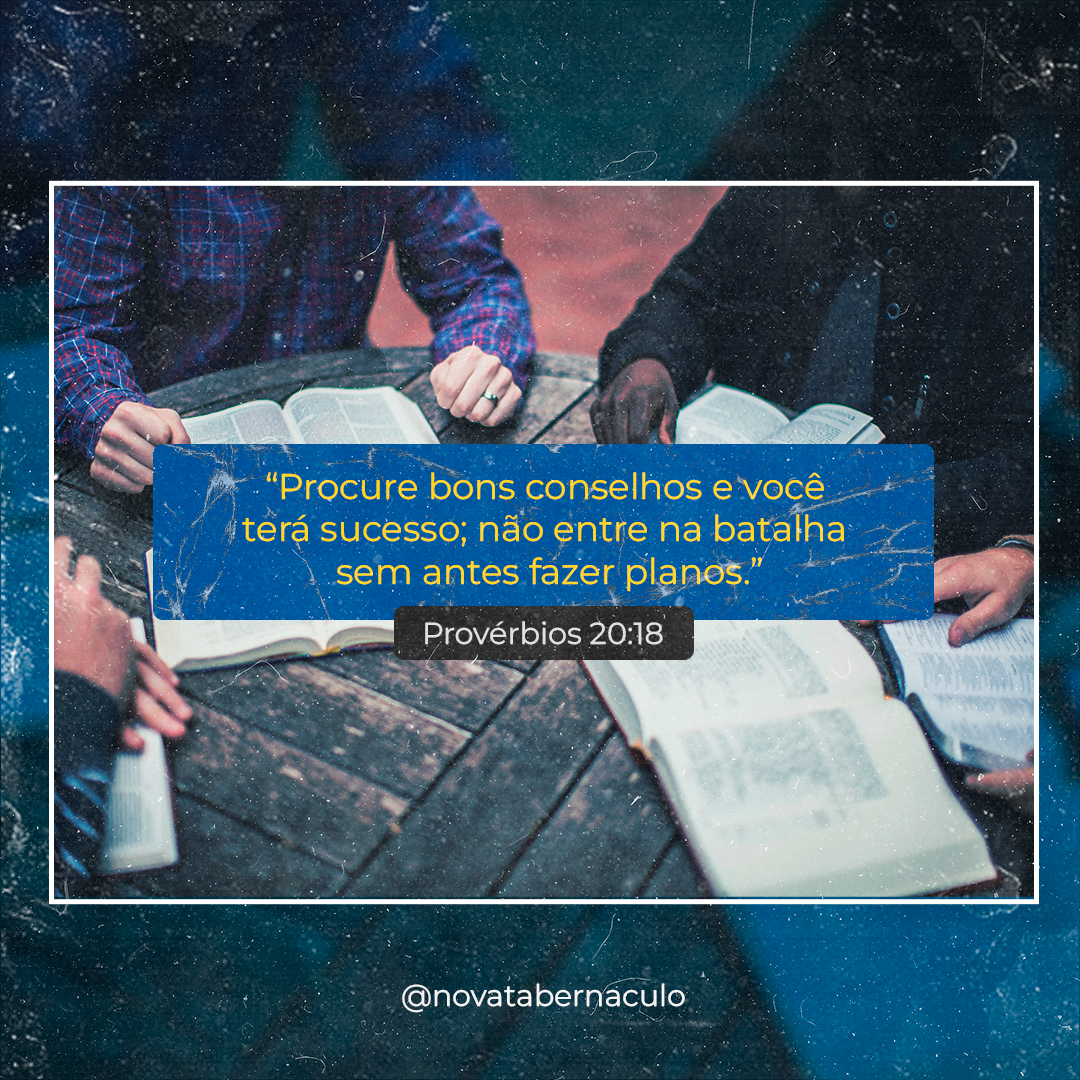 “Procure bons conselhos e você
terá sucesso; não entre na batalha
sem antes fazer planos.”
Provérbios 20:18
@novatabernaculo